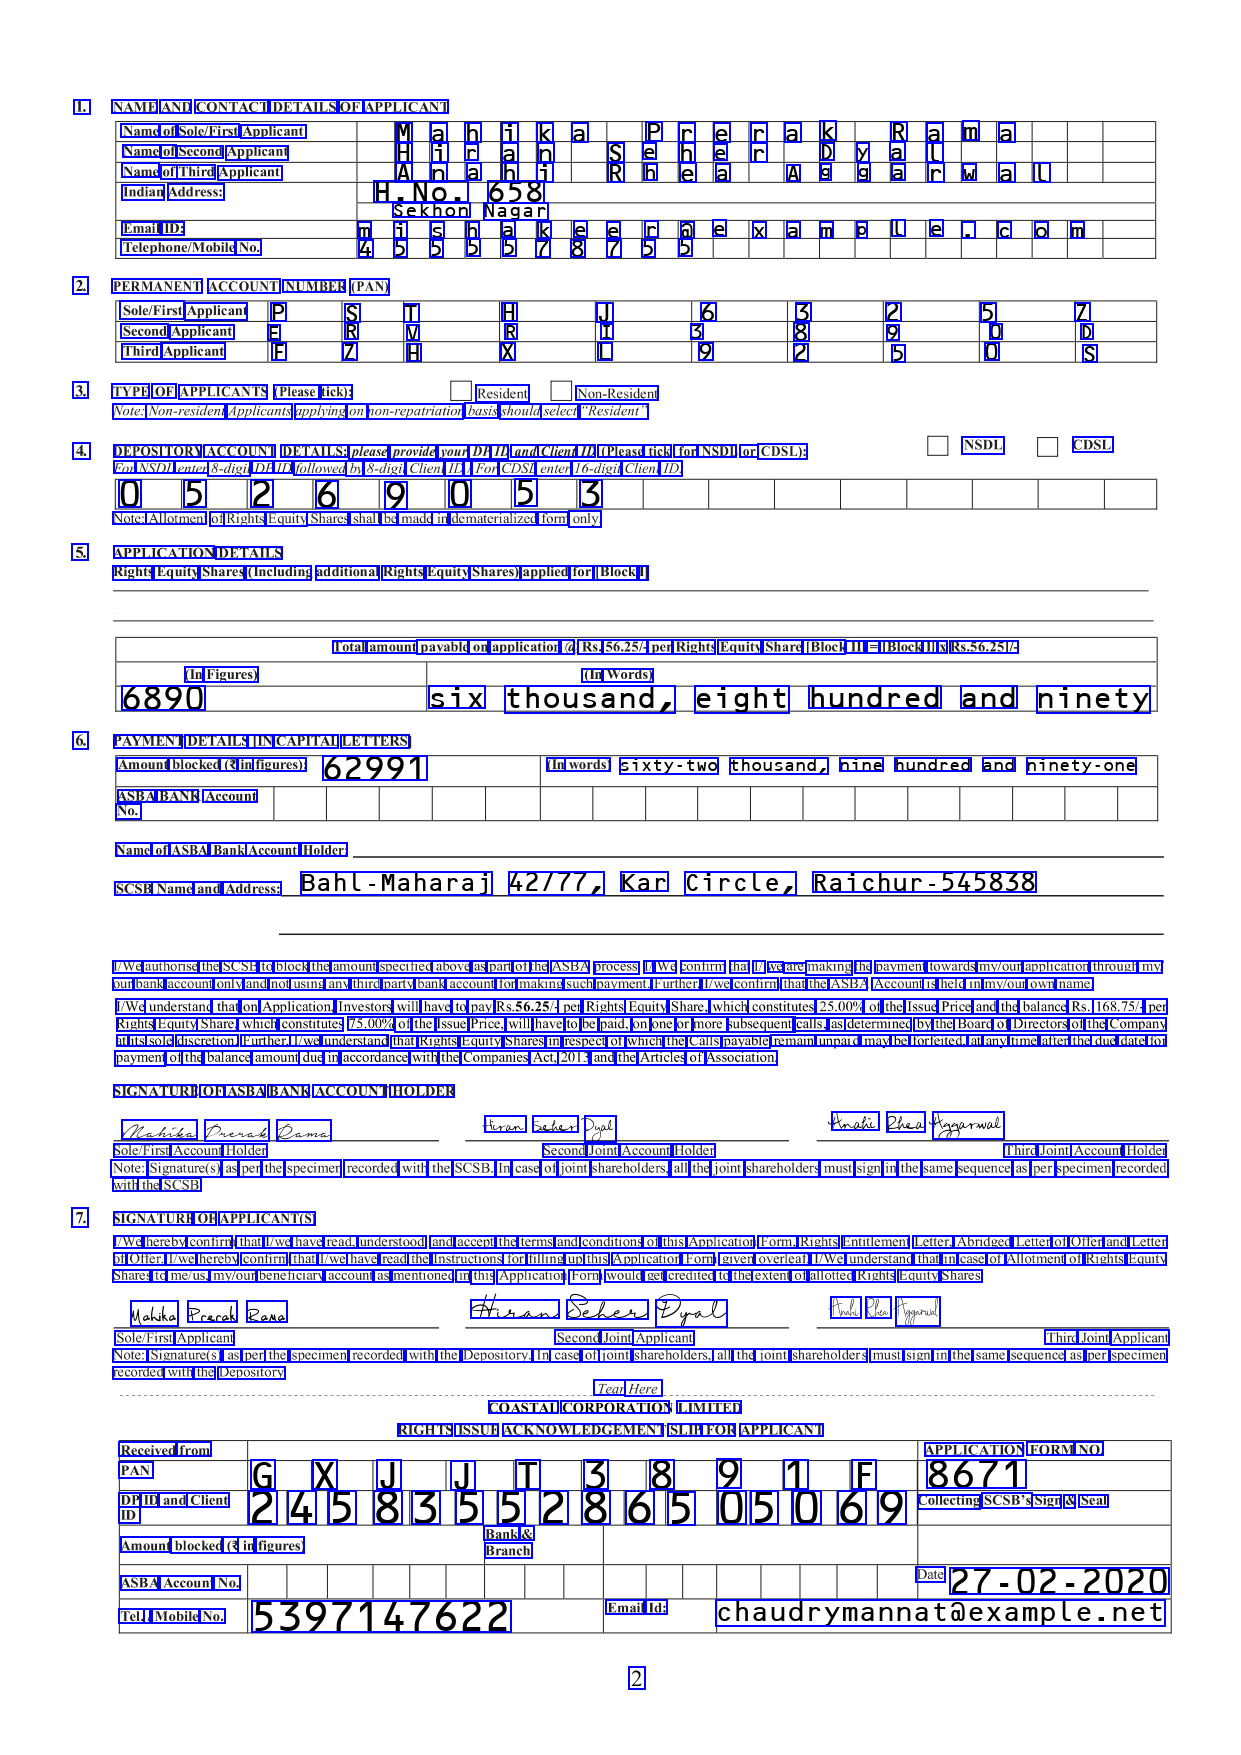 1. NAME AND CONTACT DETAILS OF APPLICANT
Name of Sole/First Applicant Mahika Prerak Rama
Name of Second Applicant Hiran Seher Dyal
Name of Third Applicant Anahi Rhea Aggarwal
Indian Address: H.No. 658
Sekhon Nagar
Email ID: mishakeer@example.com
Telephone/Mobile No. 455578755
2. PERMANENT ACCOUNT NUMBER (PAN)
Sole/First Applicant P S T H J 6 3 2 5 Z
Second Applicant E R V R I 3 8 9 0 D
Third Applicant F Z H X L 9 2 5 0 S
3. TYPE OF APPLICANTS (Please tick): Resident Non-Resident
Note: Non-resident Applicants applying on non-repatriation basis should select "Resident"
4. DEPOSITORY ACCOUNT DETAILS: please provide your DP ID and Client ID (Please tick for NSDL or CDSL): NSDL CDSL
For NSDL enter 8-digit DP ID followed by 8-digit Client ID / For CDSL enter 16-digit Client ID.
0 5 2 6 9 0 5 3
Note: Allotment of Rights Equity Shares shall be made in dematerialized form only.
5. APPLICATION DETAILS
Rights Equity Shares (Including additional Rights Equity Shares) applied for [Block I]
Total amount payable on application @ Rs. 56.25/- per Rights Equity Share [Block II] = [Block I] x Rs.56.25]/-
(In Figures) (In Words)
6890 six thousand, eight hundred and ninety
6. PAYMENT DETAILS [IN CAPITAL LETTERS]
Amount blocked (₹ in figures): 62991 (In words) sixty-two thousand, nine hundred and ninety-one
ASBA BANK Account
No.
Name of ASBA Bank Account Holder:
SCSB Name and Address: Bahl-Maharaj 42/77, Kar Circle, Raichur-545838
I/We authorise the SCSB to block the amount specified above as part of the ASBA process. I/ We confirm that I/ we are making the payment towards my/our application through my/
our bank account only and not using any third party bank account for making such payment. Further, I/we confirm that the ASBA Account is held in my/our own name.
I/We understand that on Application, Investors will have to pay Rs.56.25/- per Rights Equity Share, which constitutes 25.00% of the Issue Price and the balance Rs. 168.75/- per
Rights Equity Share, which constitutes 75.00% of the Issue Price, will have to be paid, on one or more subsequent calls, as determined by the Board of Directors of the Company
at its sole discretion. Further, I/we understand that Rights Equity Shares in respect of which the Calls payable remain unpaid may be forfeited, at any time after the due date for
payment of the balance amount due in accordance with the Companies Act, 2013 and the Articles of Association.
SIGNATURE OF ASBA BANK ACCOUNT HOLDER
Mahika Prerak Rama Hiran Seher Dyal Anahi Rhea Aggarwal
Sole/First Account Holder Second Joint Account Holder Third Joint Account Holder
Note: Signature(s) as per the specimen recorded with the SCSB. In case of joint shareholders, all the joint shareholders must sign in the same sequence as per specimen recorded
with the SCSB
7. SIGNATURE OF APPLICANT(S)
I/We hereby confirm that I/we have read, understood and accept the terms and conditions of this Application Form, Rights Entitlement Letter, Abridged Letter of Offer and Letter
of Offer. I/we hereby confirm that I/we have read the Instructions for filling up this Application Form given overleaf. I/We understand that in case of Allotment of Rights Equity
Shares to me/us, my/our beneficiary account as mentioned in this Application Form would get credited to the extent of allotted Rights Equity Shares
Mahika Prerak Rama Hiran Seher Dyal Anahi Rhea Aggarwal
Sole/First Applicant Second Joint Applicant Third Joint Applicant
Note: Signature(s) as per the specimen recorded with the Depository. In case of joint shareholders, all the joint shareholders must sign in the same sequence as per specimen
recorded with the Depository
Tear Here
COASTAL CORPORATION LIMITED
RIGHTS ISSUE ACKNOWLEDGEMENT SLIP FOR APPLICANT
Received from APPLICATION FORM NO.
PAN G X J J T 3 8 9 1 F 8671
DP ID and Client
ID 2458355286505069 Collecting SCSB's Sign & Seal
Amount blocked (₹ in figures) Bank &
Branch
ASBA Account No. Date 27-02-2020
Tel., Mobile No. 5397147622 Email Id: chaudrymannat@example.net
2